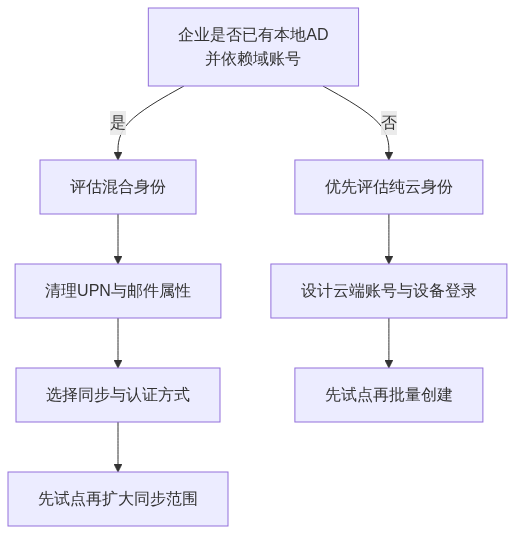 企业是否已有本地AD
并依赖域账号
是
否
评估混合身份
优先评估纯云身份
清理UPN与邮件属性
设计云端账号与设备登录
选择同步与认证方式
先试点再批量创建
先试点再扩大同步范围